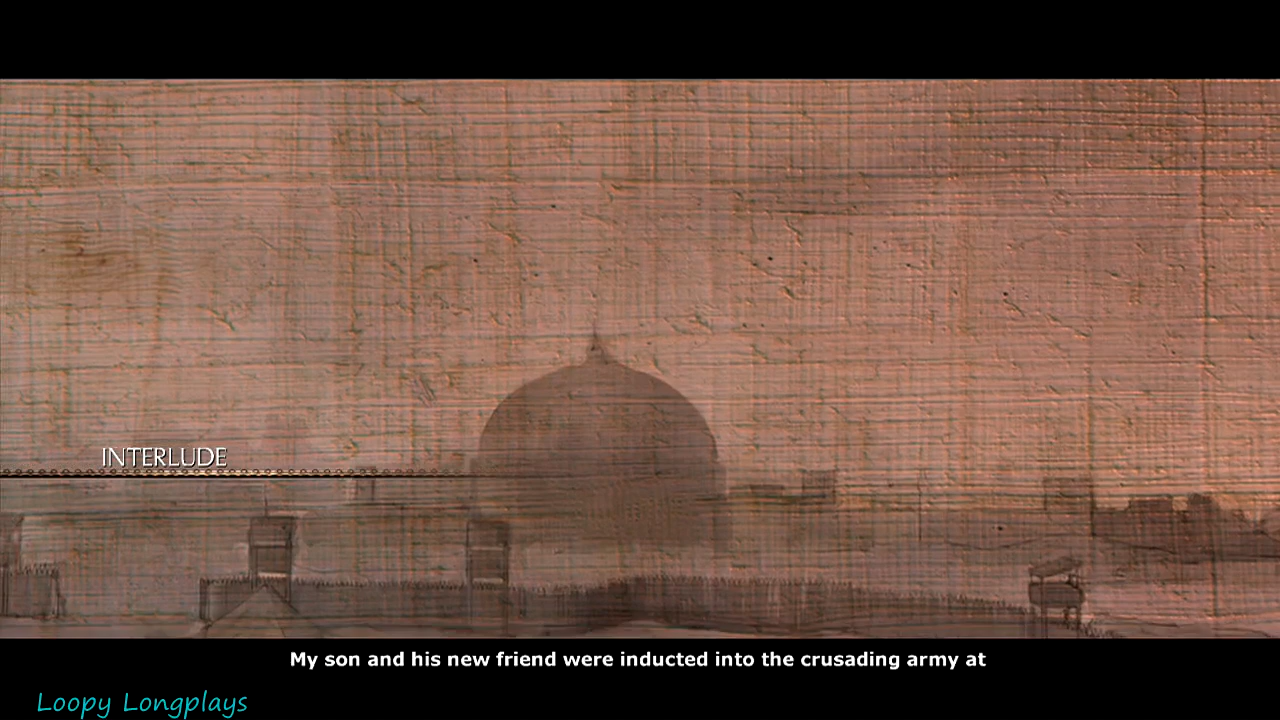 INTERLUDE
My son and his new friend were inducted into the crusading army at
Loopy Longplays